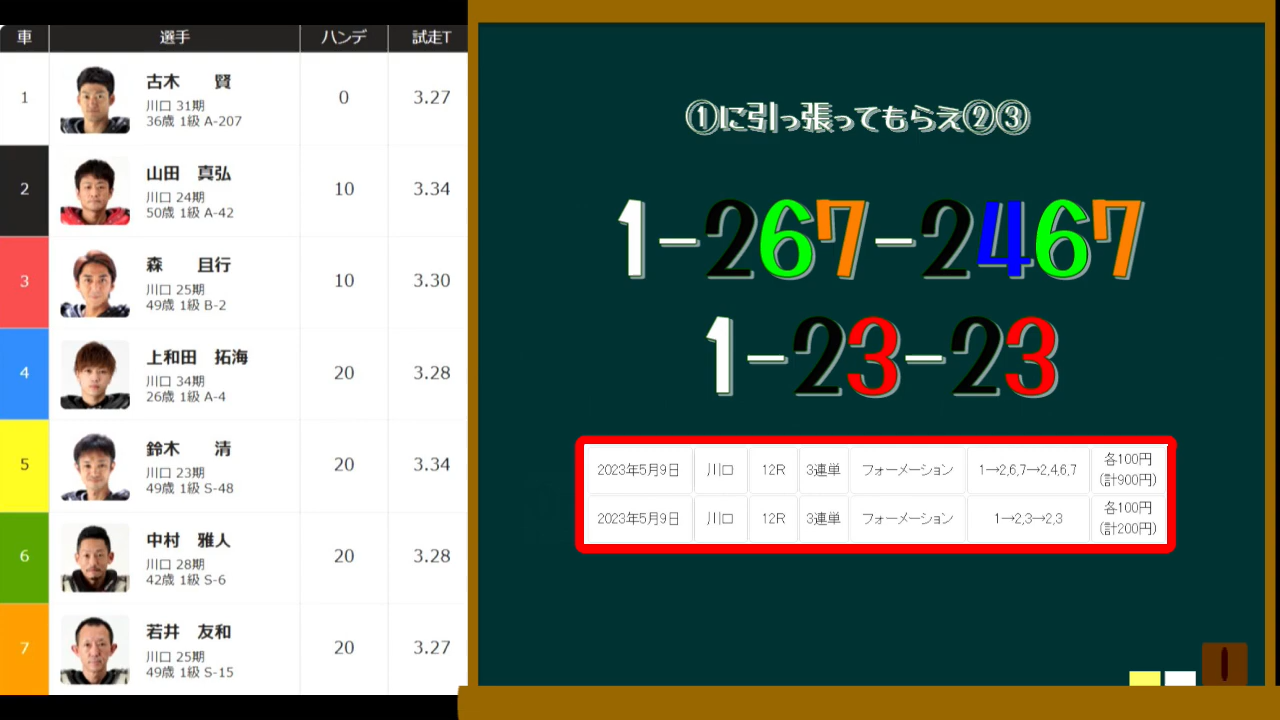 車 選手 ハンデ 試走T
1 古木　賢 0 3.27
川口 31期
36歳 1級 A-207
2 山田　真弘 10 3.34
川口 24期
50歳 1級 A-42
3 森　且行 10 3.30
川口 25期
49歳 1級 B-2
4 上和田　拓海 20 3.28
川口 34期
26歳 1級 A-4
5 鈴木　清 20 3.34
川口 23期
49歳 1級 S-48
6 中村　雅人 20 3.28
川口 28期
42歳 1級 S-6
7 若井　友和 20 3.27
川口 25期
49歳 1級 S-15
①に引っ張ってもらえ②③
1-267-2467
1-23-23
2023年5月9日 川口 12R 3連単 フォーメーション 1→2,6,7→2,4,6,7 各100円
(計900円)
2023年5月9日 川口 12R 3連単 フォーメーション 1→2,3→2,3 各100円
(計200円)